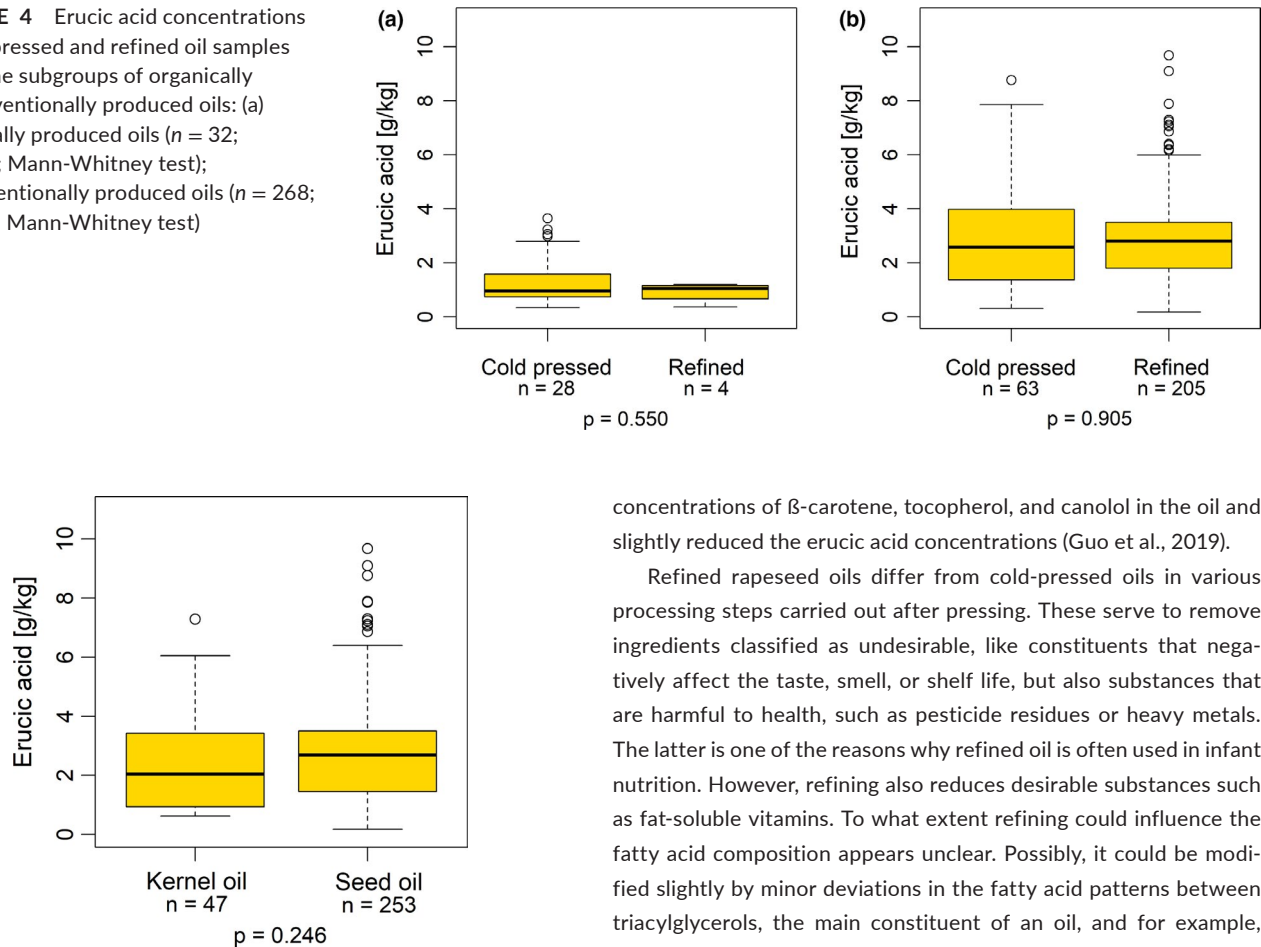 E 4 Erucic acid concentrations
pressed and refined oil samples
ne subgroups of organically
ventionally produced oils: (a)
ally produced oils (n = 32;
; Mann-Whitney test);
entionally produced oils (n = 268;
Mann-Whitney test)
(a)
Erucic acid [g/kg]
10
8
6
4
2
0
Cold pressed
n = 28
Refined
n = 4
p = 0.550
(b)
Erucic acid [g/kg]
10
8
6
4
2
0
Cold pressed
n = 63
Refined
n = 205
p = 0.905
Erucic acid [g/kg]
10
8
6
4
2
0
Kernel oil
n = 47
Seed oil
n = 253
p = 0.246
concentrations of ß-carotene, tocopherol, and canolol in the oil and
slightly reduced the erucic acid concentrations (Guo et al., 2019).
Refined rapeseed oils differ from cold-pressed oils in various
processing steps carried out after pressing. These serve to remove
ingredients classified as undesirable, like constituents that nega-
tively affect the taste, smell, or shelf life, but also substances that
are harmful to health, such as pesticide residues or heavy metals.
The latter is one of the reasons why refined oil is often used in infant
nutrition. However, refining also reduces desirable substances such
as fat-soluble vitamins. To what extent refining could influence the
fatty acid composition appears unclear. Possibly, it could be modi-
fied slightly by minor deviations in the fatty acid patterns between
triacylglycerols, the main constituent of an oil, and for example,